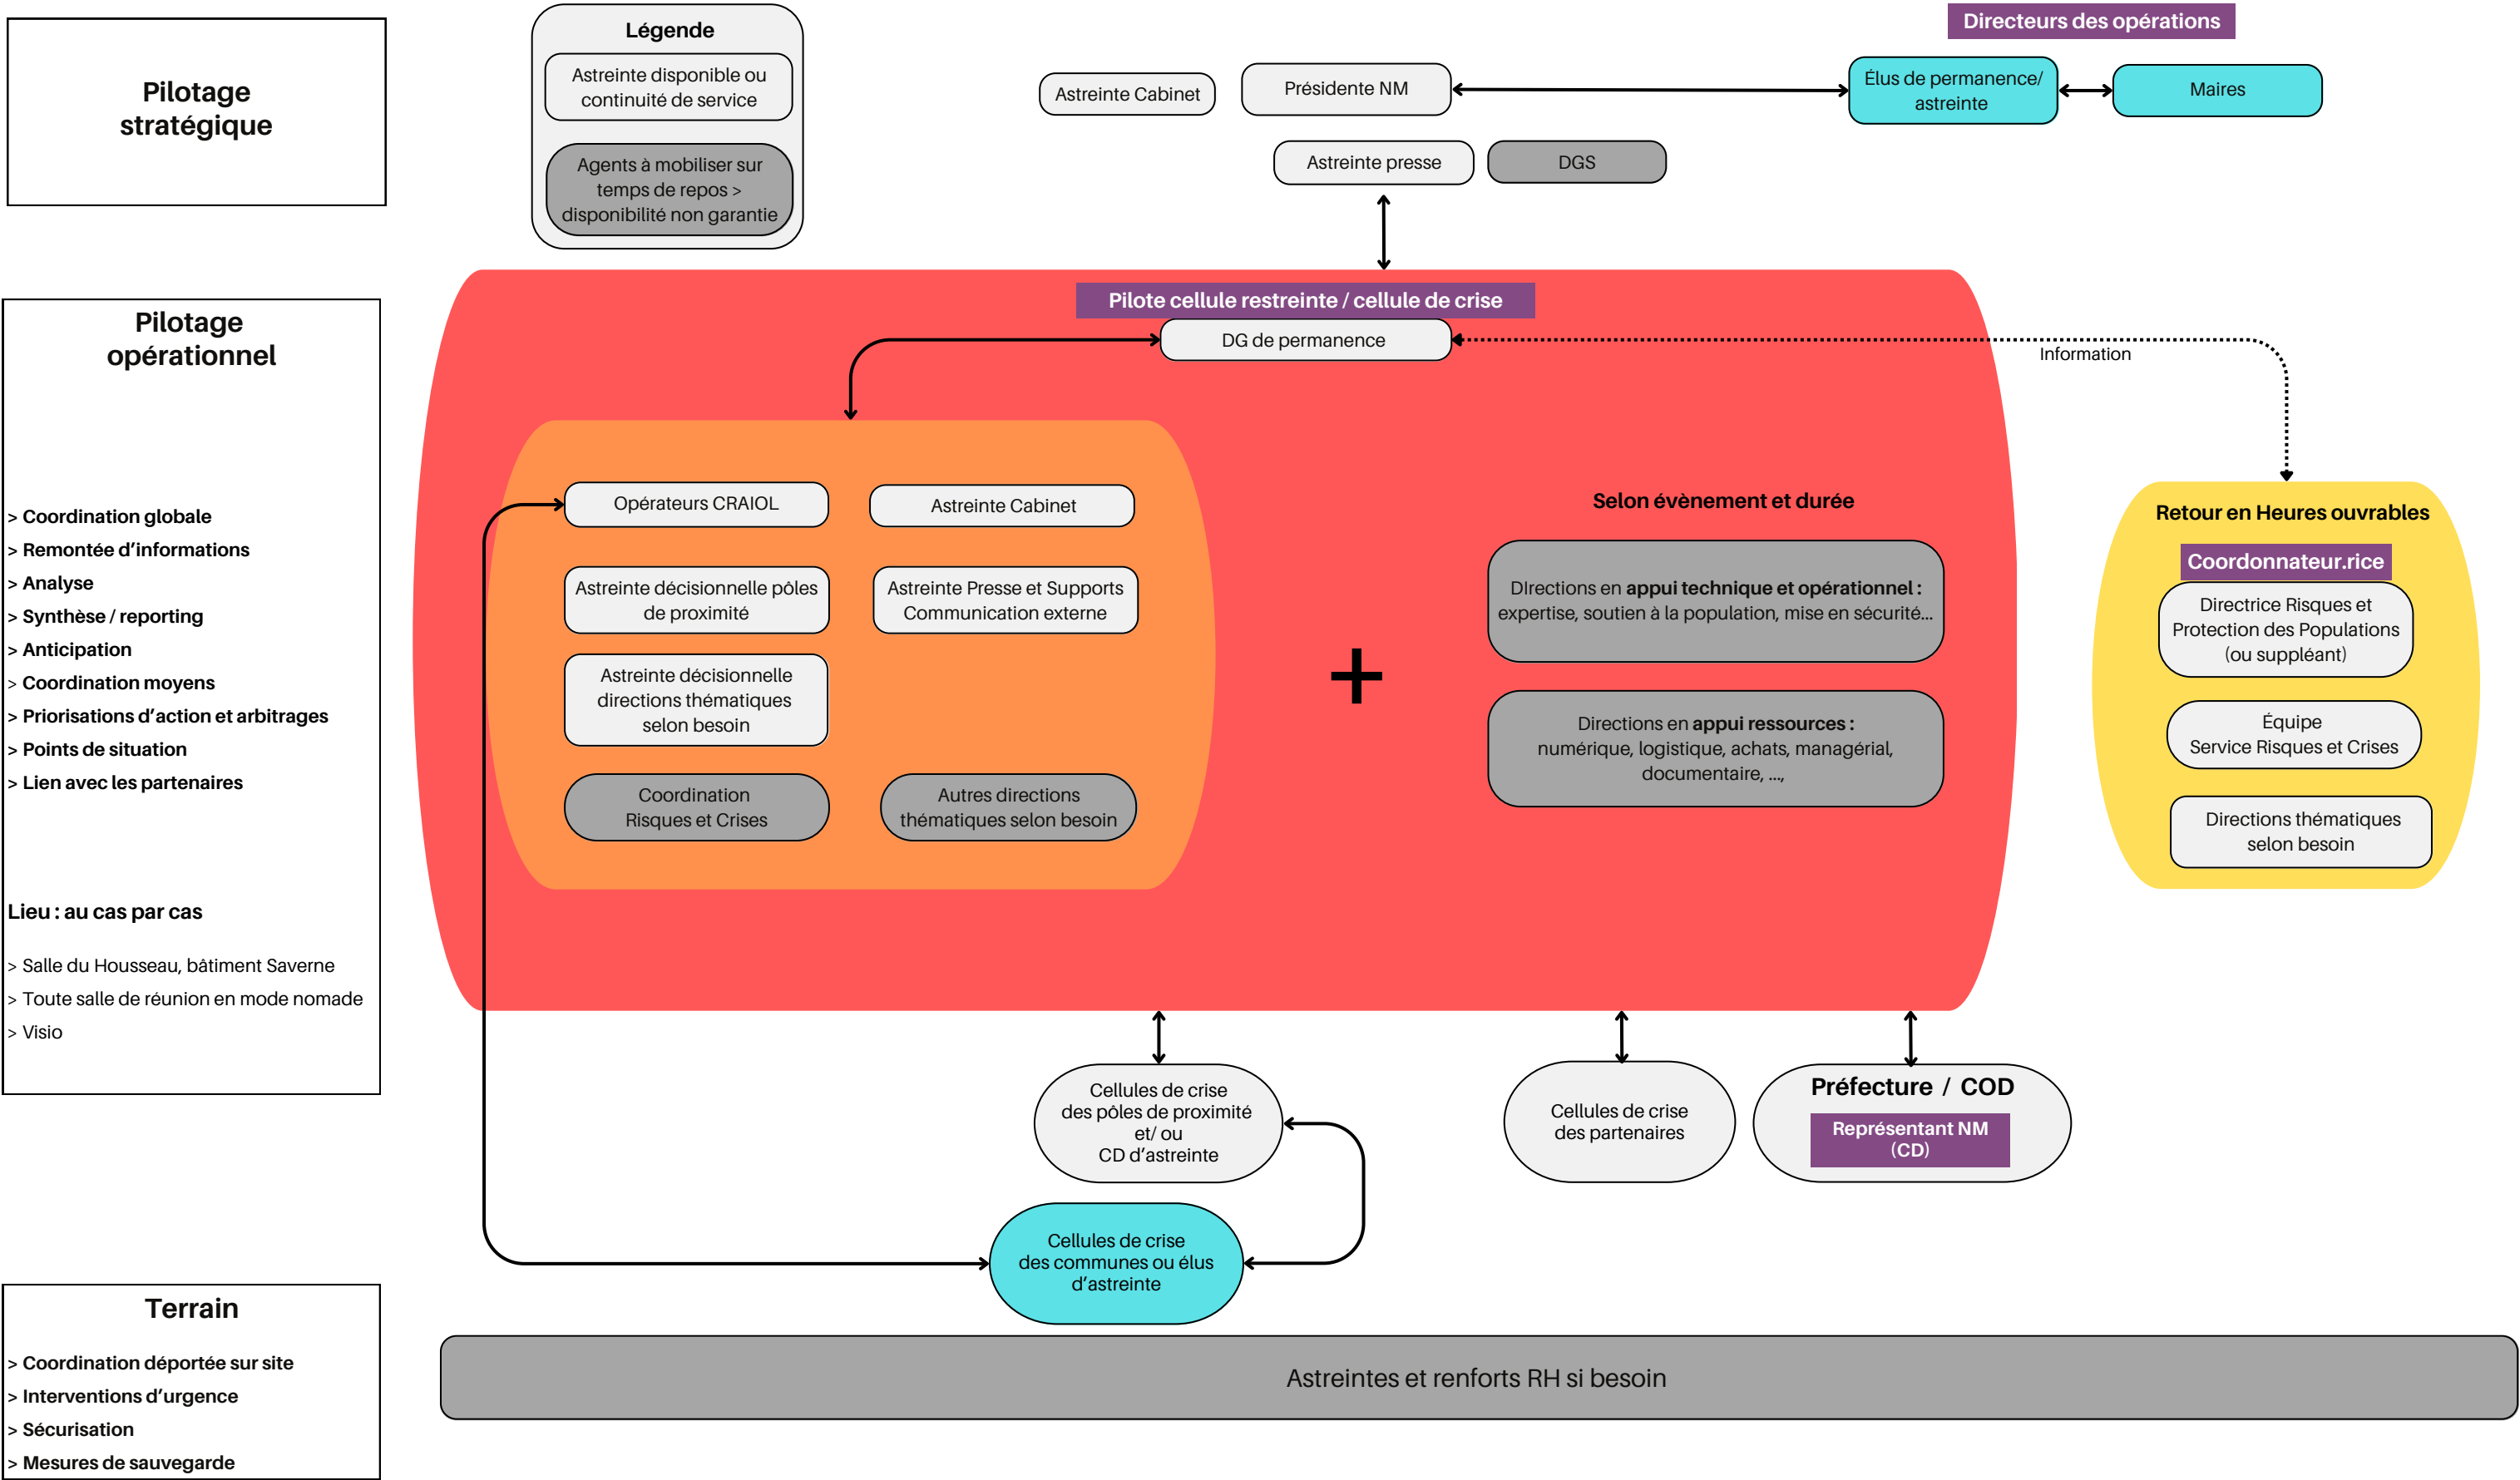 Pilotage
stratégique
Légende
Astreinte disponible ou
continuité de service
Agents à mobiliser sur
temps de repos >
disponibilité non garantie
Directeurs des opérations
Astreinte Cabinet
Présidente NM
Élus de permanence/
astreinte
Maires
Astreinte presse
DGS
Pilotage
opérationnel
> Coordination globale
> Remontée d'informations
> Analyse
> Synthèse / reporting
> Anticipation
> Coordination moyens
> Priorisations d'action et arbitrages
> Points de situation
> Lien avec les partenaires
Lieu : au cas par cas
> Salle du Housseau, bâtiment Saverne
> Toute salle de réunion en mode nomade
> Visio
Pilote cellule restreinte / cellule de crise
DG de permanence
Information
Opérateurs CRAIOL
Astreinte Cabinet
Astreinte décisionnelle pôles
de proximité
Astreinte Presse et Supports
Communication externe
Astreinte décisionnelle
directions thématiques
selon besoin
Coordination
Risques et Crises
Autres directions
thématiques selon besoin
+
Selon évènement et durée
DIrections en appui technique et opérationnel :
expertise, soutien à la population, mise en sécurité...
Directions en appui ressources :
numérique, logistique, achats, managérial,
documentaire, ...,
Retour en Heures ouvrables
Coordonnateur.rice
Directrice Risques et
Protection des Populations
(ou suppléant)
Équipe
Service Risques et Crises
Directions thématiques
selon besoin
Cellules de crise
des pôles de proximité
et/ ou
CD d'astreinte
Cellules de crise
des partenaires
Préfecture / COD
Représentant NM
(CD)
Cellules de crise
des communes ou élus
d'astreinte
Terrain
> Coordination déportée sur site
> Interventions d'urgence
> Sécurisation
> Mesures de sauvegarde
Astreintes et renforts RH si besoin